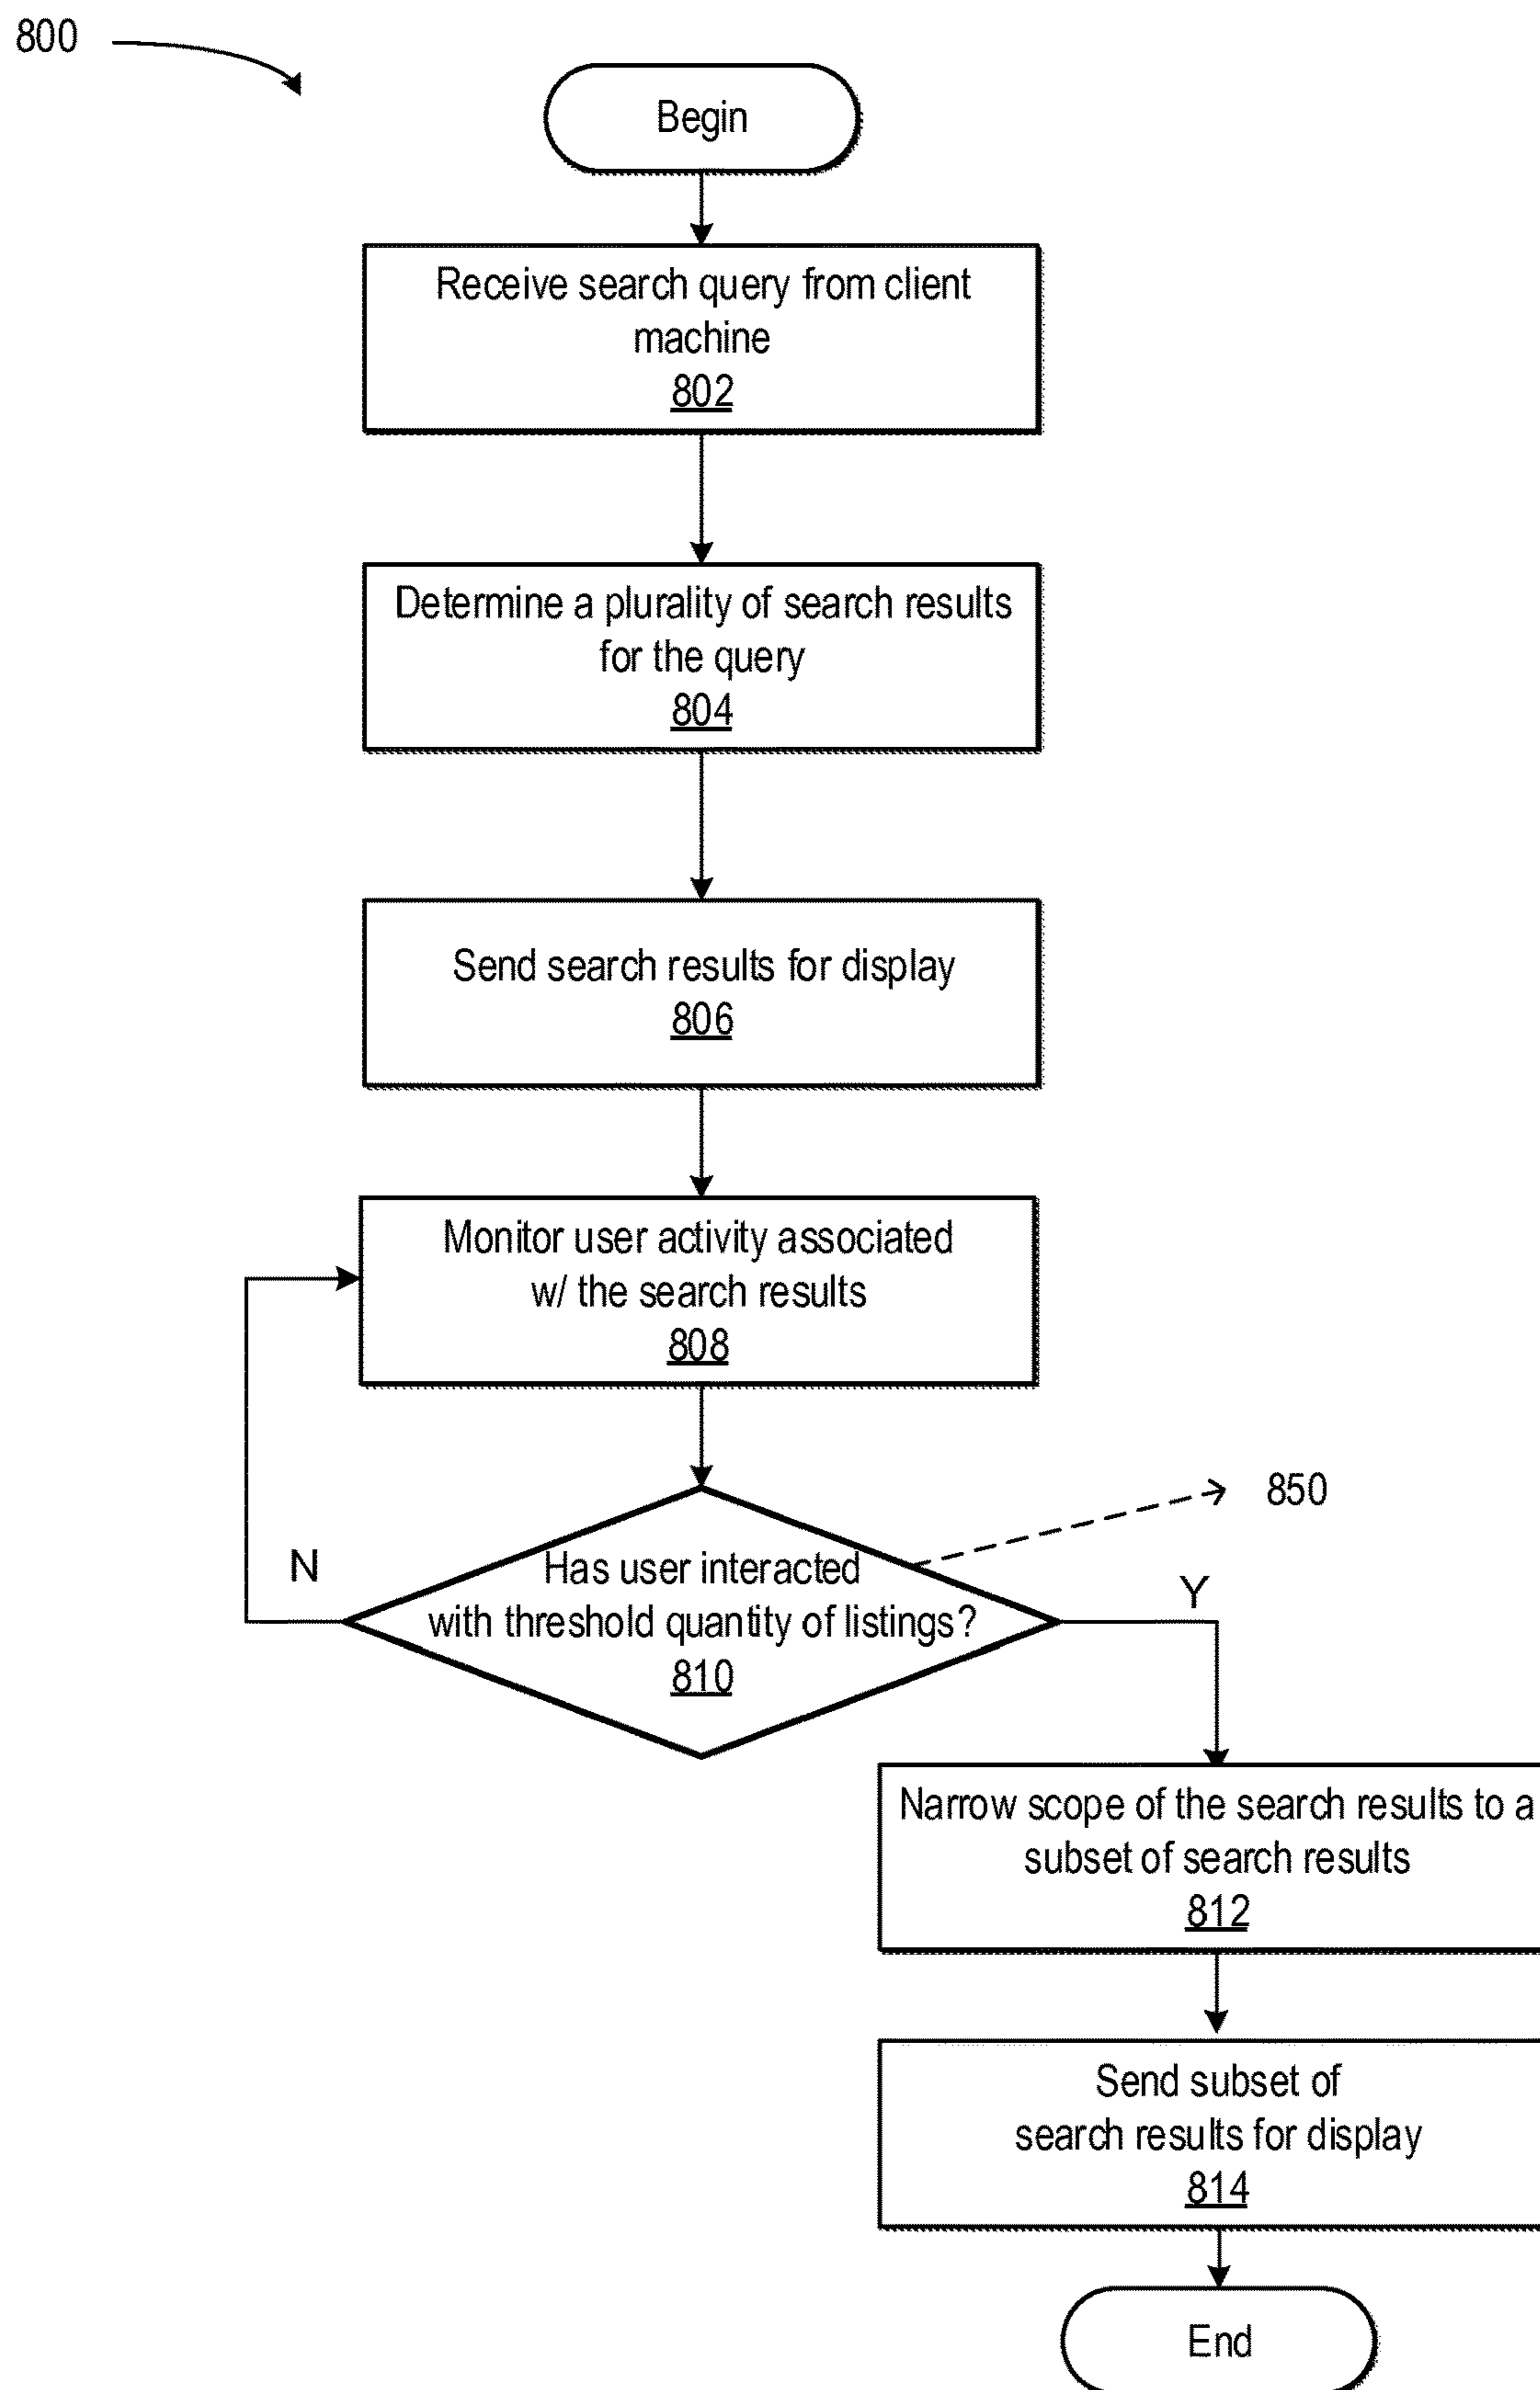 800
Begin
Receive search query from client
machine
802
Determine a plurality of search results
for the query
804
Send search results for display
806
Monitor user activity associated
w/ the search results
808
850
N
Has user interacted
with threshold quantity of listings?
810
Y
Narrow scope of the search results to a
subset of search results
812
Send subset of
search results for display
814
End